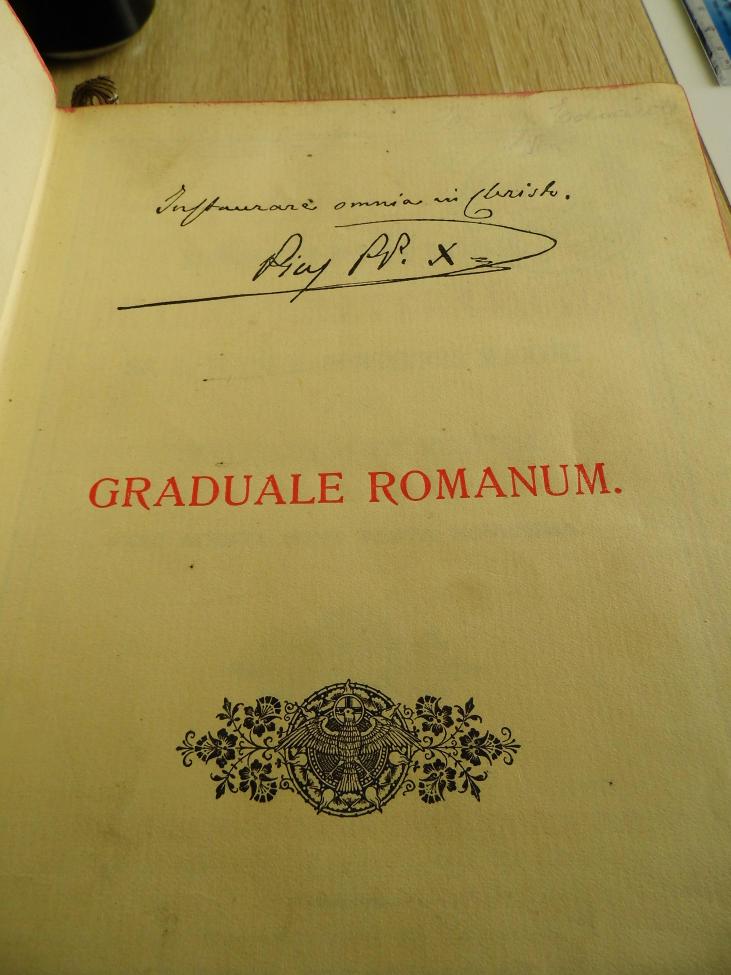 Instaurare omnia in Christo.
Pius PP. X
GRADUALE ROMANUM.